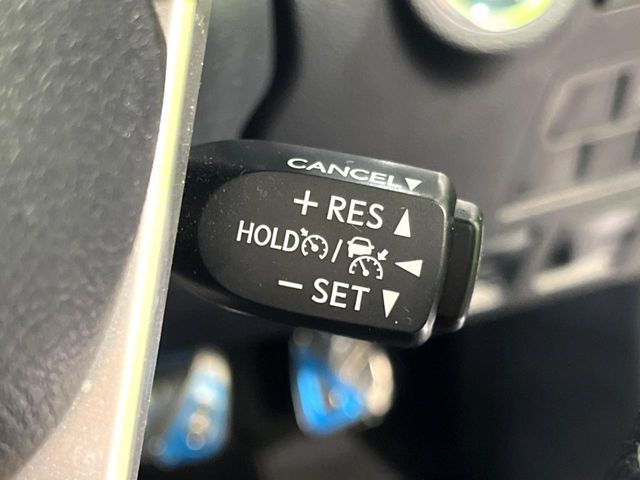 CANCEL▼
+ RES ▲
HOLD / ◀
− SET ▼